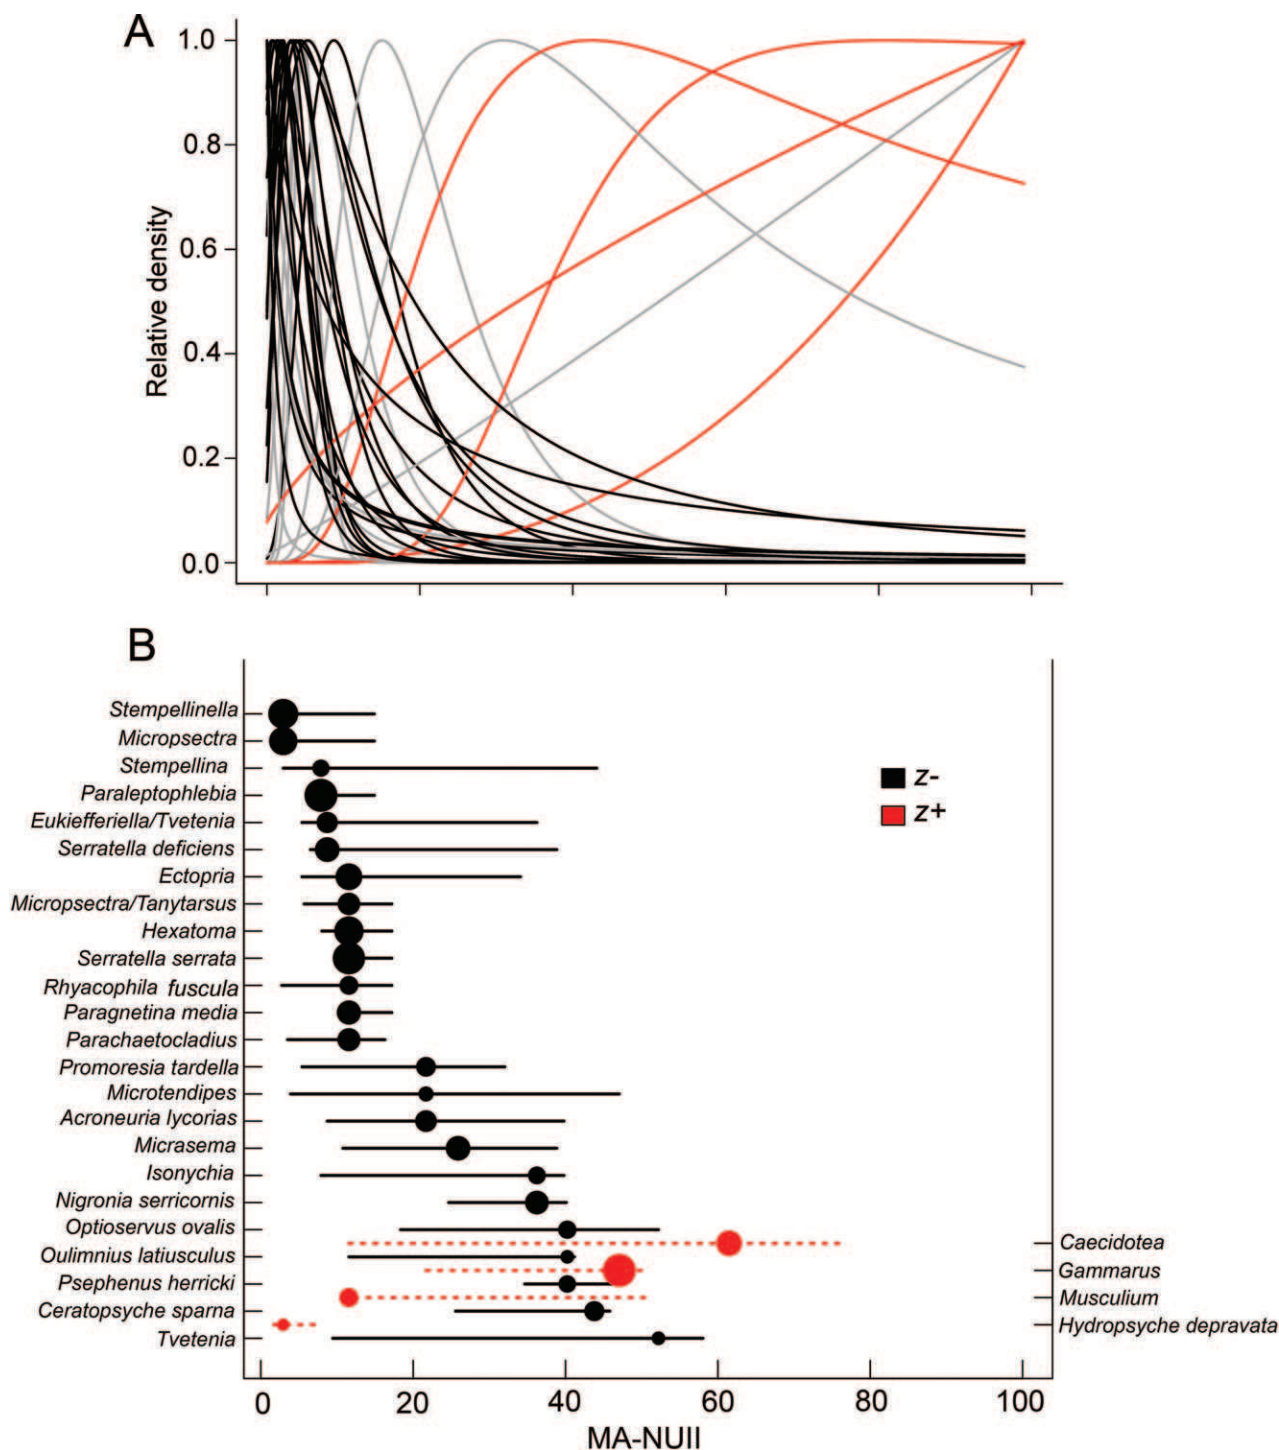 A
1.0
0.8
0.6
0.4
0.2
0.0
Relative density
B
Stempellinella
Micropsectra
Stempellina
Paraleptophlebia
Eukiefferiella/Tvetenia
Serratella deficiens
Ectopria
Micropsectra/Tanytarsus
Hexatoma
Serratella serrata
Rhyacophila fuscula
Paragnetina media
Parachaetocladius
Promoresia tardella
Microtendipes
Acroneuria lycorias
Micrasema
Isonychia
Nigronia serricornis
Optioservus ovalis
Oulimnius latiusculus
Psephenus herricki
Ceratopsyche sparna
Tvetenia
z-
z+
Caecidotea
Gammarus
Musculium
Hydropsyche depravata
0 20 40 60 80 100
MA-NUII